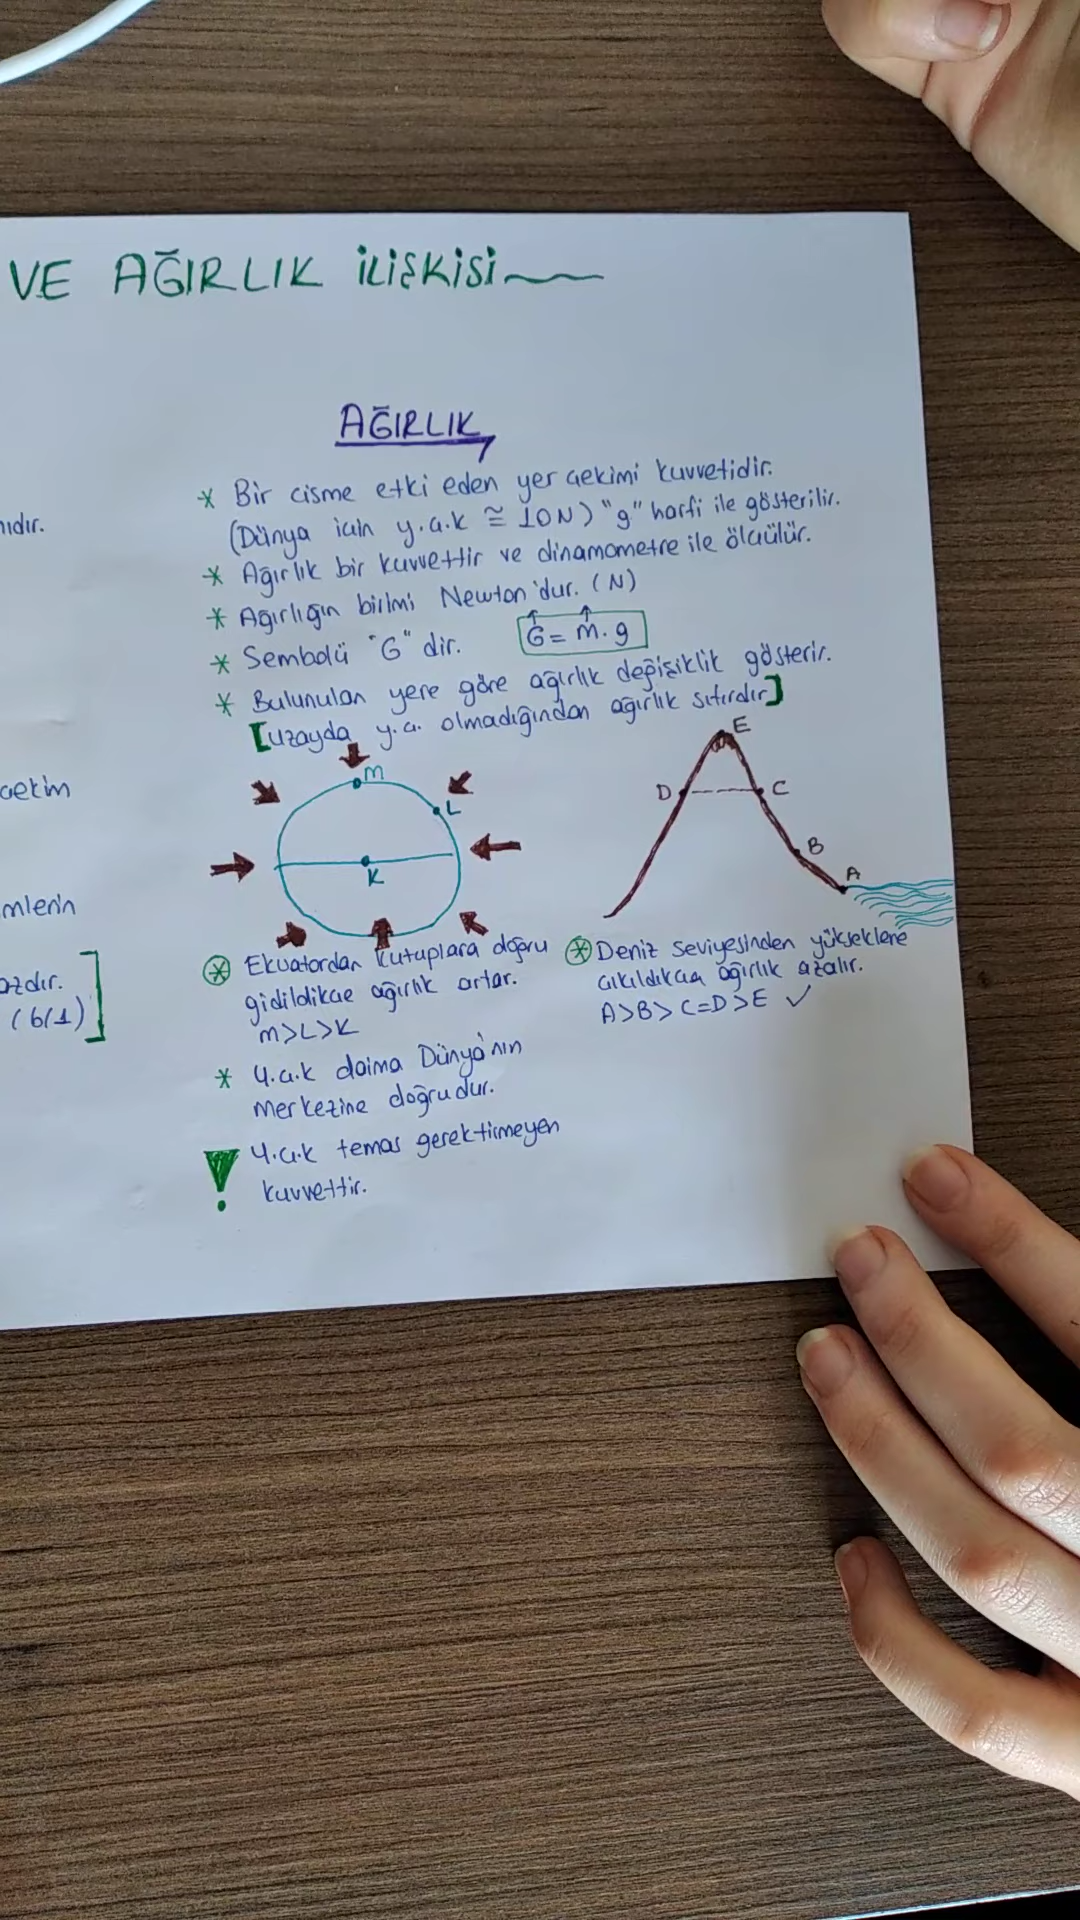 VE AĞIRLIK İLİŞKİSİ
AĞIRLIK
* Bir cisme etki eden yer çekimi kuvvetidir.
(Dünya için y.ç.k ≅ 10N) "g" harfi ile gösterilir.
* Ağırlık bir kuvvettir ve dinamometre ile ölçülür.
* Ağırlığın birimi Newton'dur. (N)
* Sembolü "G" dir.
G = m.g
* Bulunulan yere göre ağırlık değişiklik gösterir.
[uzayda y.ç. olmadığından ağırlık sıfırdır]
M
L
K
E
D
C
B
A
* Ekvatordan kutuplara doğru
gidildikçe ağırlık artar.
m>L>K
* Y.ç.k daima Dünya'nın
merkezine doğrudur.
! Y.ç.k temas gerektirmeyen
kuvvettir.
* Deniz seviyesinden yükseklere
çıkıldıkça ağırlık azalır.
A>B>C=D>E ✓
nıdır.
çekim
mlerin
azdır.
(6/1)]